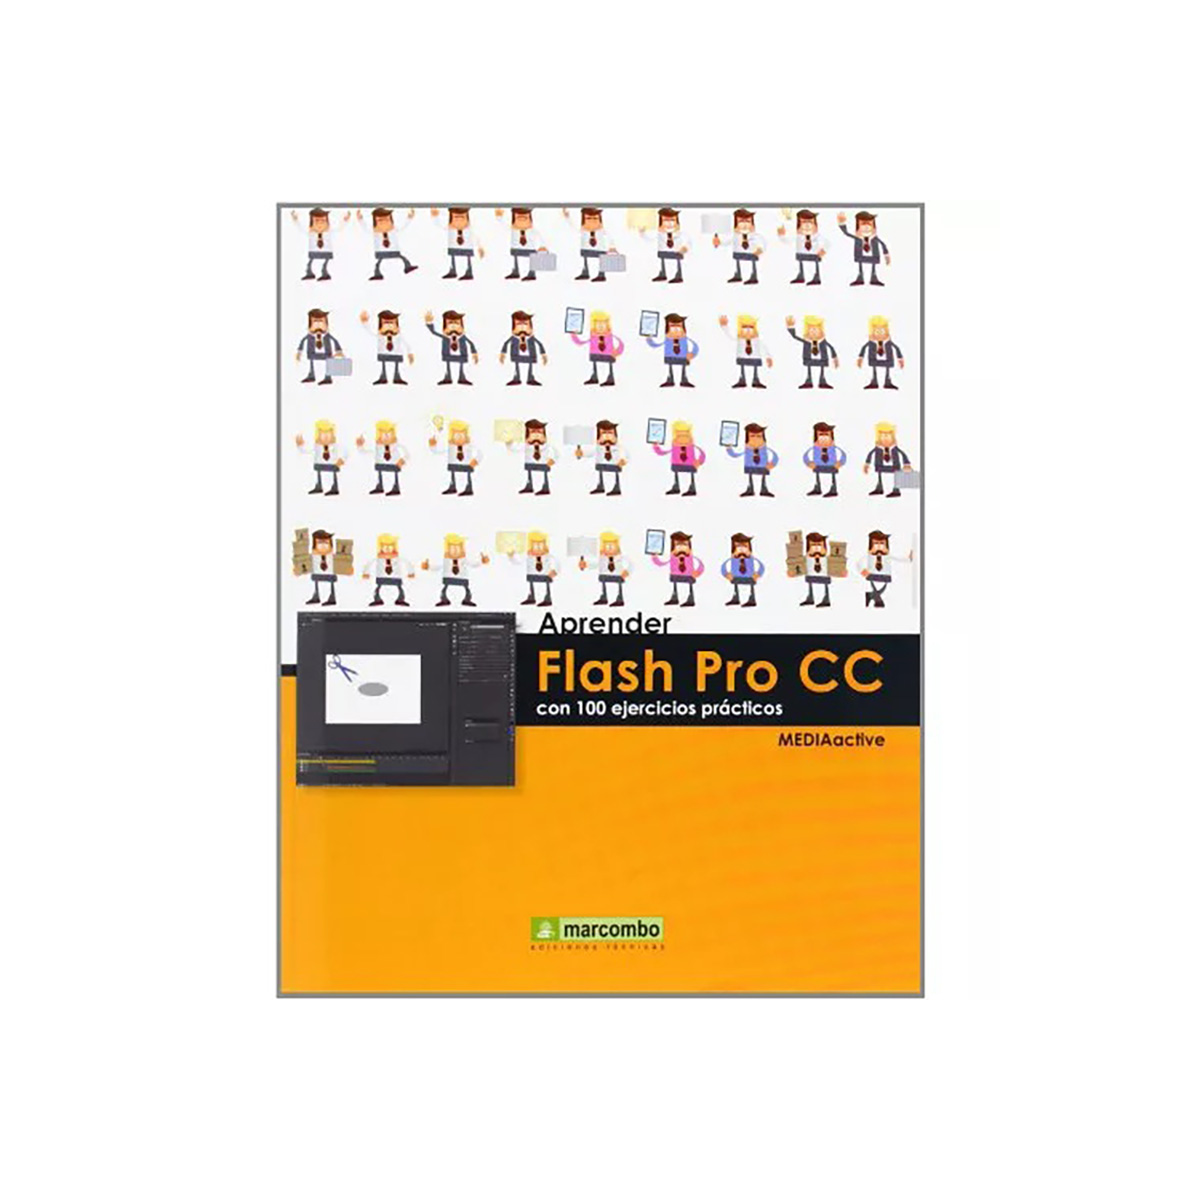 Aprender
Flash Pro CC
con 100 ejercicios prácticos
MEDIAactive
marcombo
ediciones técnicas